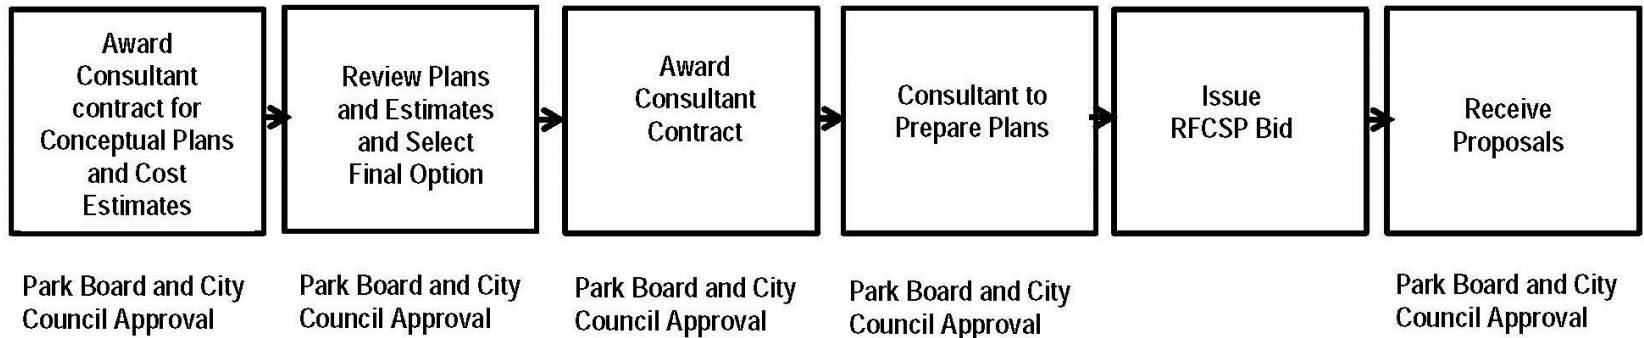 Award
Consultant
contract for
Conceptual Plans
and Cost
Estimates
Review Plans
and Estimates
and Select
Final Option
Award
Consultant
Contract
Consultant to
Prepare Plans
Issue
RFCSP Bid
Receive
Proposals
Park Board and City
Council Approval
Park Board and City
Council Approval
Park Board and City
Council Approval
Park Board and City
Council Approval
Park Board and City
Council Approval